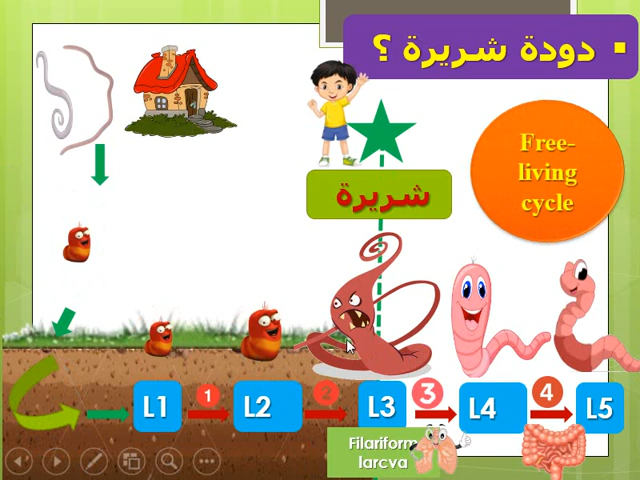 ▪ دودة شريرة ؟
Free-
living
cycle
شريرة
L1
1
L2
2
L3
3
L4
4
L5
Filariform
larcva